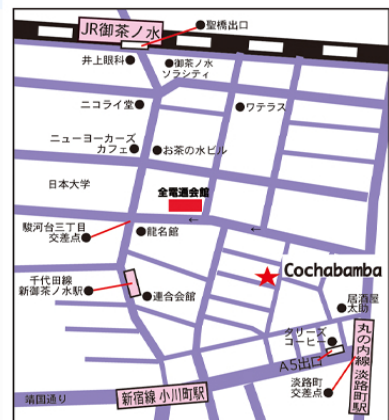 JR御茶ノ水
聖橋出口
井上眼科
御茶ノ水
ソラシティ
ニコライ堂
ワテラス
ニューヨーカーズ
カフェ
お茶の水ビル
日本大学
全電通会館
←
←
駿河台三丁目
交差点
龍名館
Cochabamba
千代田線
新御茶ノ水駅
連合会館
居酒屋
太助
タリーズ
コーヒー
A5出口
丸の内線 淡路町駅
淡路町
交差点
靖国通り
新宿線 小川町駅